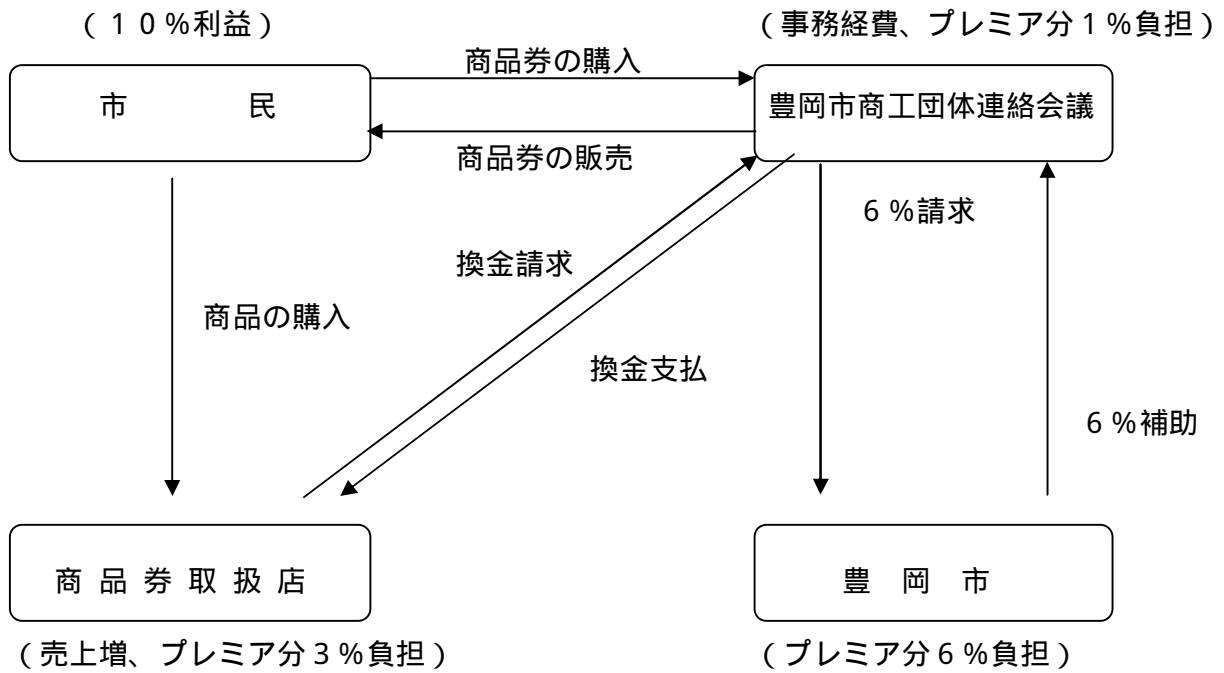 （１０％利益）
（事務経費、プレミア分１％負担）
商品券の購入
市民
豊岡市商工団体連絡会議
商品券の販売
６％請求
換金請求
商品の購入
換金支払
６％補助
商品券取扱店
豊岡市
（売上増、プレミア分３％負担）
（プレミア分６％負担）